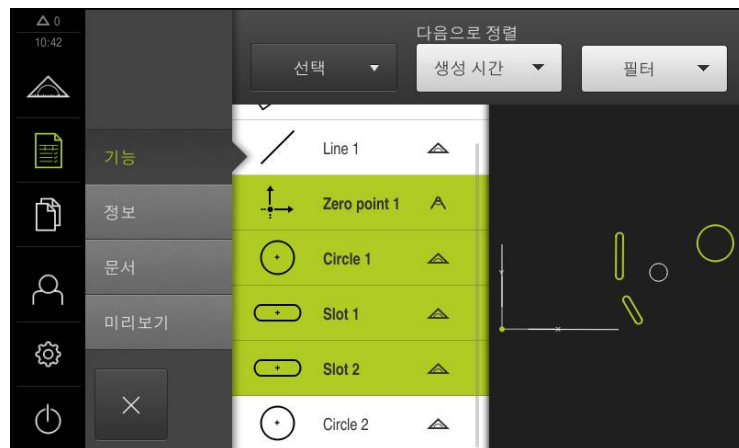 0
10:42
다음으로 정렬
선택
생성 시간
필터
기능
정보
문서
미리보기
Line 1
Zero point 1
Circle 1
Slot 1
Slot 2
Circle 2